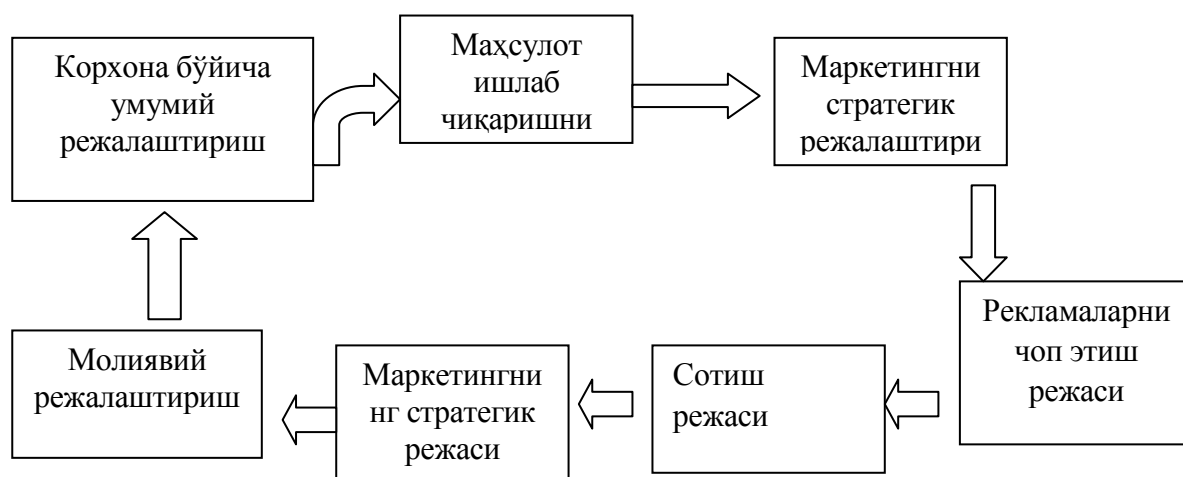 Корхона бўйича
умумий
режалаштириш
Маҳсулот
ишлаб
чиқаришни
Маркетингни
стратегик
режалаштири
Рекламаларни
чоп этиш
режаси
Сотиш
режаси
Маркетингни
нг стратегик
режаси
Молиявий
режалаштириш